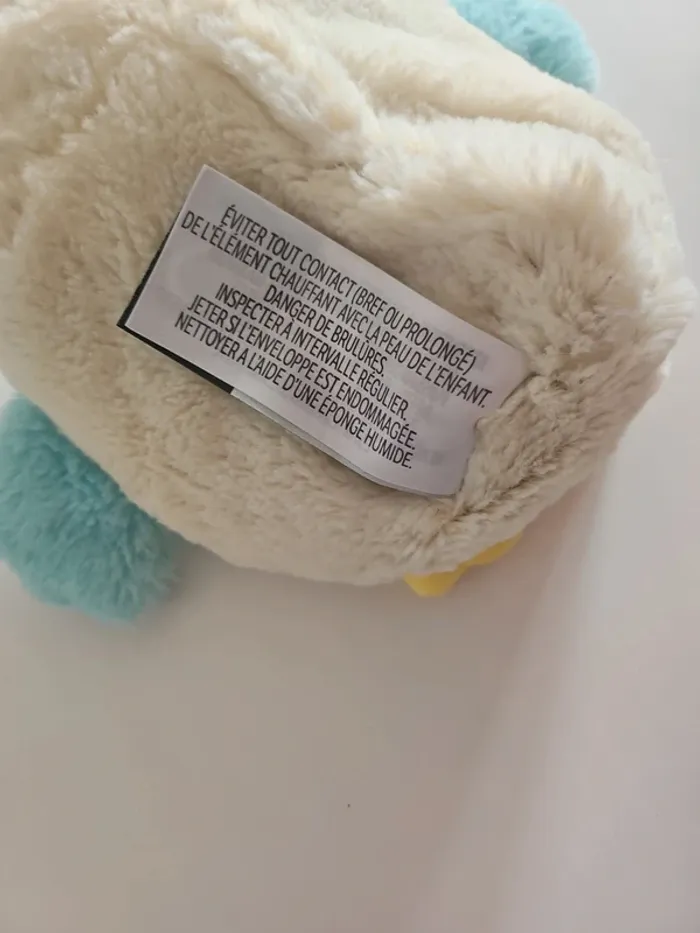 ÉVITER TOUT CONTACT (BREF OU PROLONGÉ)
DE L'ÉLÉMENT CHAUFFANT AVEC LA PEAU DE L'ENFANT.
DANGER DE BRULÛRES.
INSPECTER À INTERVALLE RÉGULIER.
JETER SI L'ENVELOPPE EST ENDOMMAGÉE.
NETTOYER A L'AIDE D'UNE ÉPONGE HUMIDE.